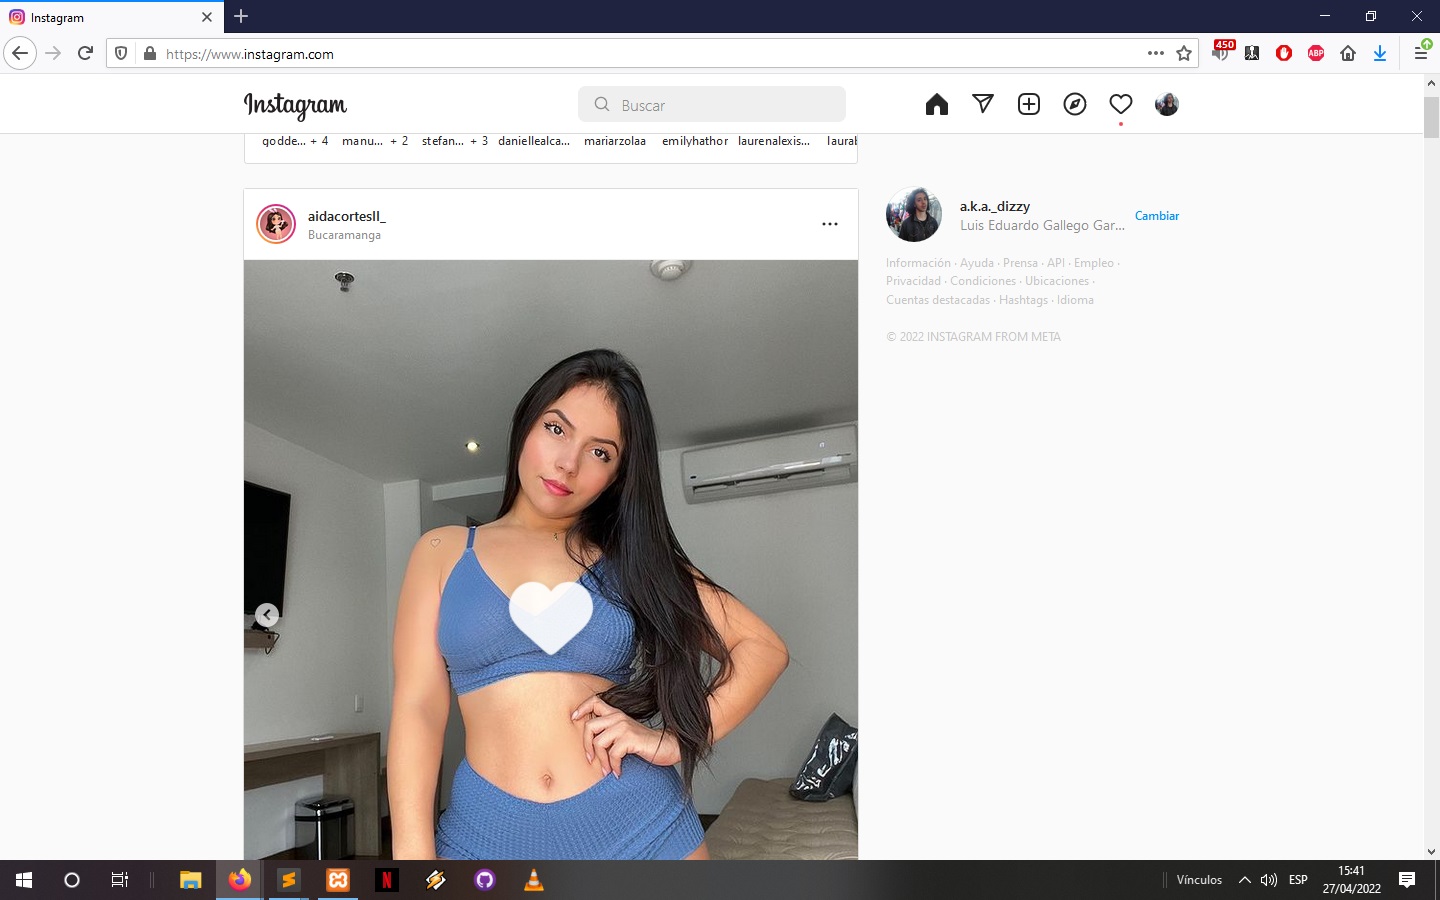 Instagram
https://www.instagram.com
450
ABP
Instagram
Buscar
godde... + 4 manu... + 2 stefan... + 3 daniellealca... mariarzolaa emilyhathor laurenalexis... laurab
aidacortesll_
Bucaramanga
a.k.a._dizzy
Luis Eduardo Gallego Gar...
Cambiar
Información · Ayuda · Prensa · API · Empleo ·
Privacidad · Condiciones · Ubicaciones ·
Cuentas destacadas · Hashtags · Idioma
© 2022 INSTAGRAM FROM META
Vínculos
ESP
15:41
27/04/2022